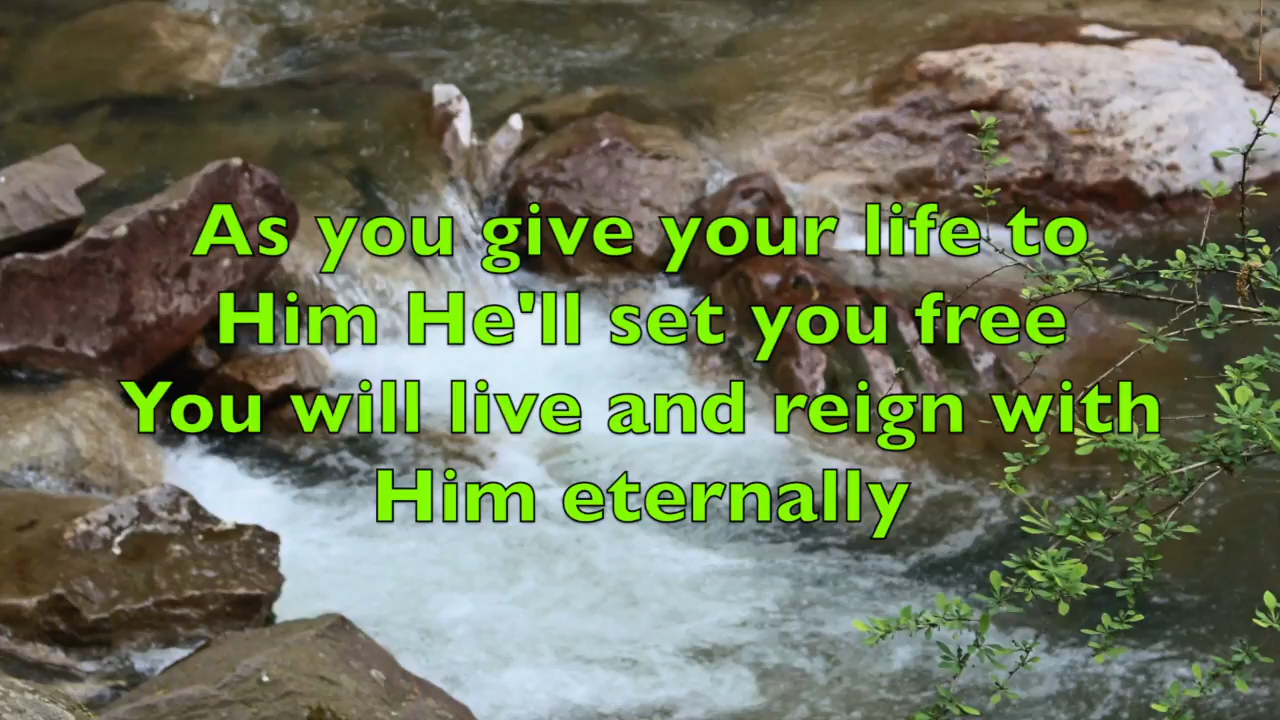 As you give your life to
Him He'll set you free
You will live and reign with
Him eternally